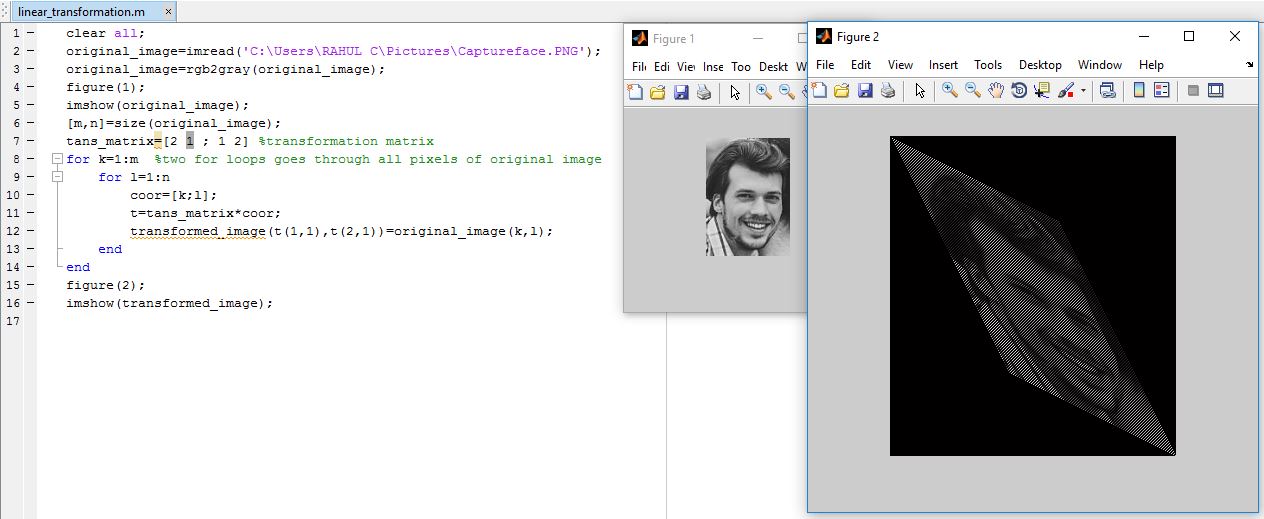 linear_transformation.m ×
1 clear all;
2 original_image=imread('C:\Users\RAHUL C\Pictures\Captureface.PNG');
3 original_image=rgb2gray(original_image);
4 figure(1);
5 imshow(original_image);
6 [m,n]=size(original_image);
7 tans_matrix=[2 1 ; 1 2] %transformation matrix
8 for k=1:m %two for loops goes through all pixels of original image
9 for l=1:n
10 coor=[k;l];
11 t=tans_matrix*coor;
12 transformed_image(t(1,1),t(2,1))=original_image(k,l);
13 end
14 end
15 figure(2);
16 imshow(transformed_image);
17
Figure 1
Edi Inse Too Deskt W
Figure 2
File Edit View Insert Tools Desktop Window Help